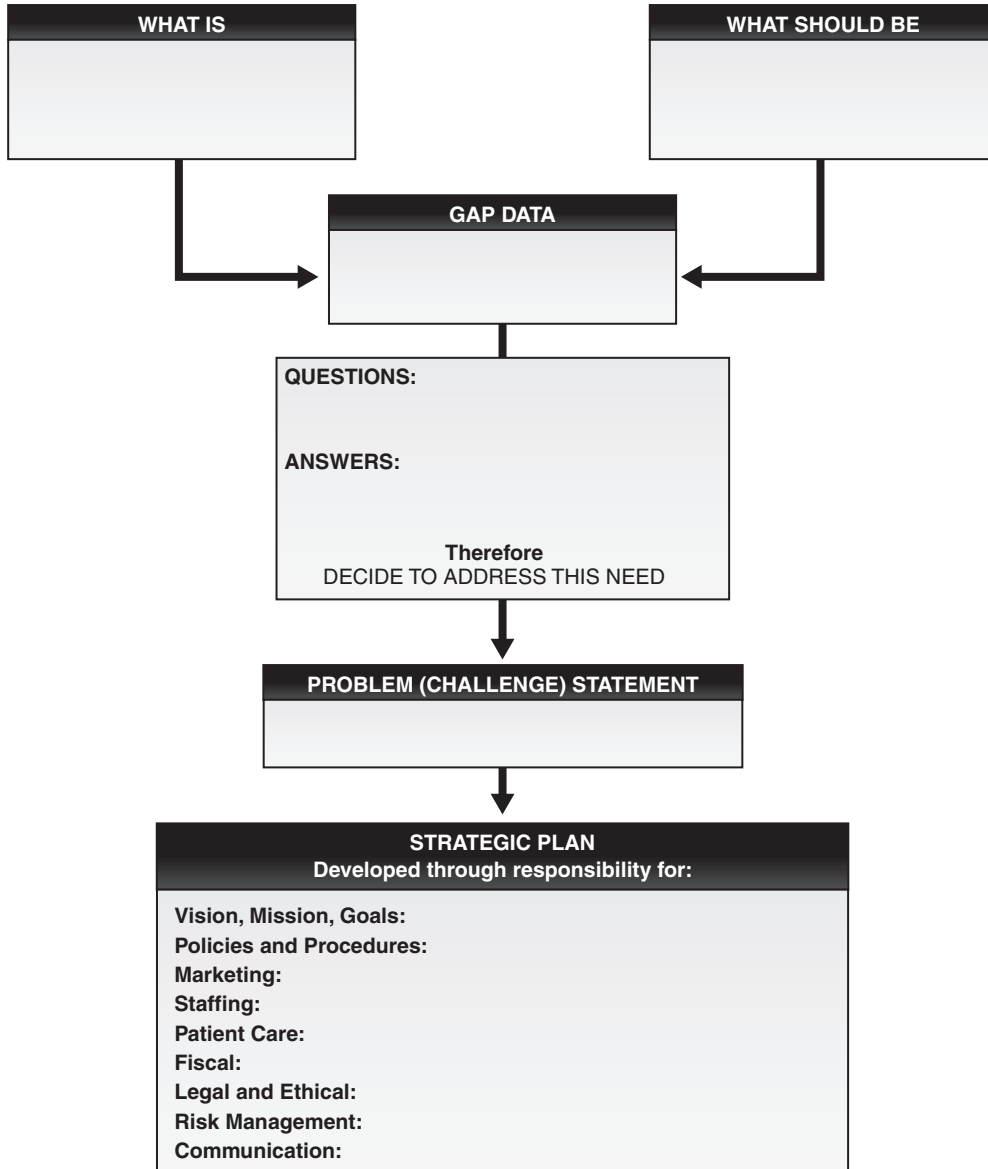 WHAT IS
WHAT SHOULD BE
GAP DATA
QUESTIONS:
ANSWERS:
Therefore
DECIDE TO ADDRESS THIS NEED
PROBLEM (CHALLENGE) STATEMENT
STRATEGIC PLAN
Developed through responsibility for:
Vision, Mission, Goals:
Policies and Procedures:
Marketing:
Staffing:
Patient Care:
Fiscal:
Legal and Ethical:
Risk Management:
Communication: